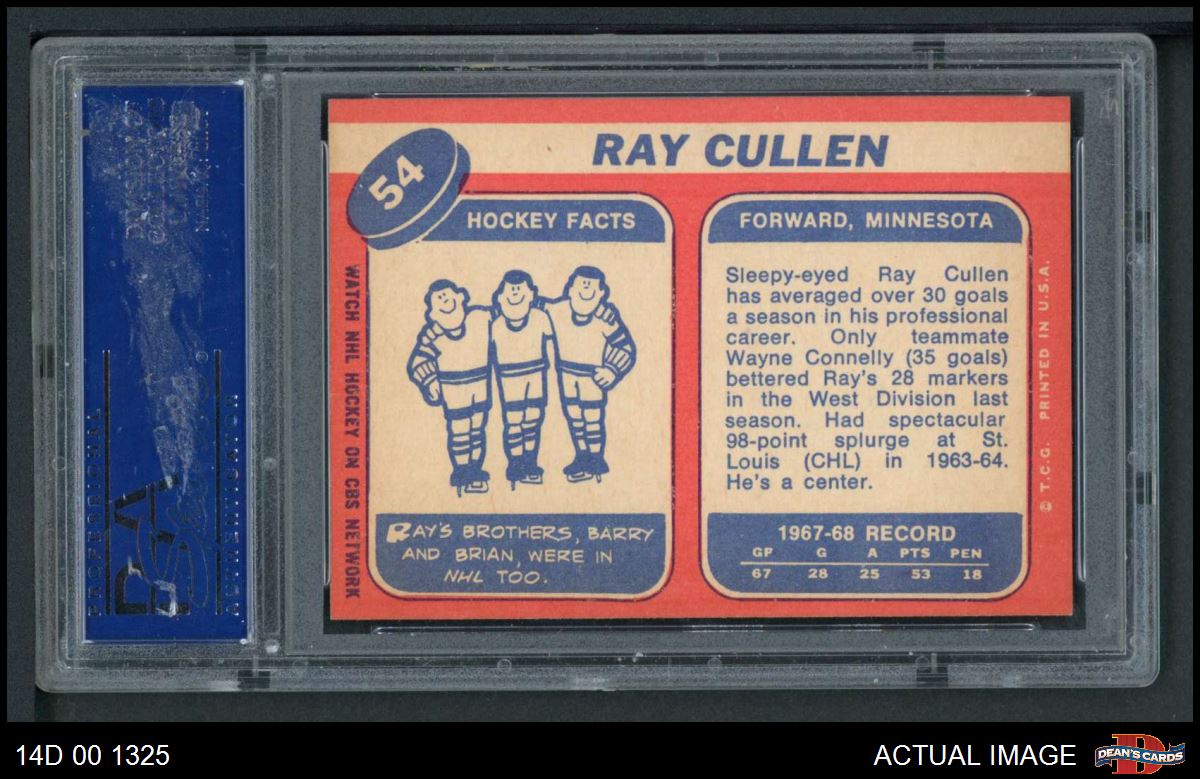 54
RAY CULLEN
HOCKEY FACTS
RAY'S BROTHERS, BARRY
AND BRIAN, WERE IN
NHL TOO.
WATCH NHL HOCKEY ON CBS NETWORK
FORWARD, MINNESOTA
Sleepy-eyed Ray Cullen
has averaged over 30 goals
a season in his professional
career. Only teammate
Wayne Connelly (35 goals)
bettered Ray's 28 markers
in the West Division last
season. Had spectacular
98-point splurge at St.
Louis (CHL) in 1963-64.
He's a center.
1967-68 RECORD
GP G A PTS PEN
67 28 25 53 18
© T.C.G. PRINTED IN U.S.A.
PROFESSIONAL
PSA
AUTHENTICATOR
14D 00 1325
ACTUAL IMAGE
DEAN'S CARDS